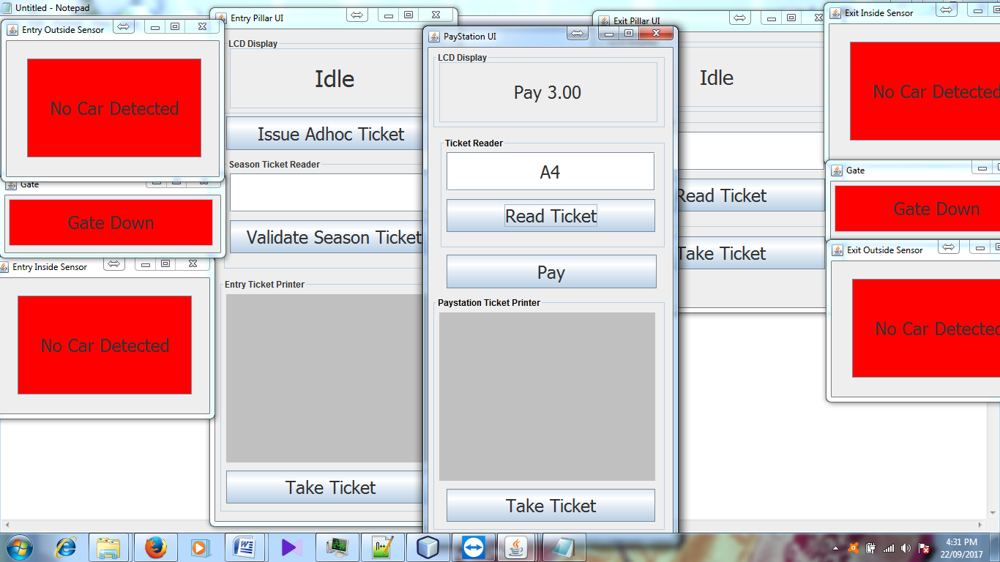 Untitled - Notepad
Entry Outside Sensor
No Car Detected
Gate
Gate Down
Entry Inside Sensor
No Car Detected
Entry Pillar UI
LCD Display
Idle
Issue Adhoc Ticket
Season Ticket Reader
Validate Season Ticket
Entry Ticket Printer
Take Ticket
PayStation UI
LCD Display
Pay 3.00
Ticket Reader
A4
Read Ticket
Pay
Paystation Ticket Printer
Take Ticket
Exit Pillar UI
Idle
Read Ticket
Take Ticket
Exit Inside Sensor
No Car Detected
Gate
Gate Down
Exit Outside Sensor
No Car Detected
4:31 PM
22/09/2017